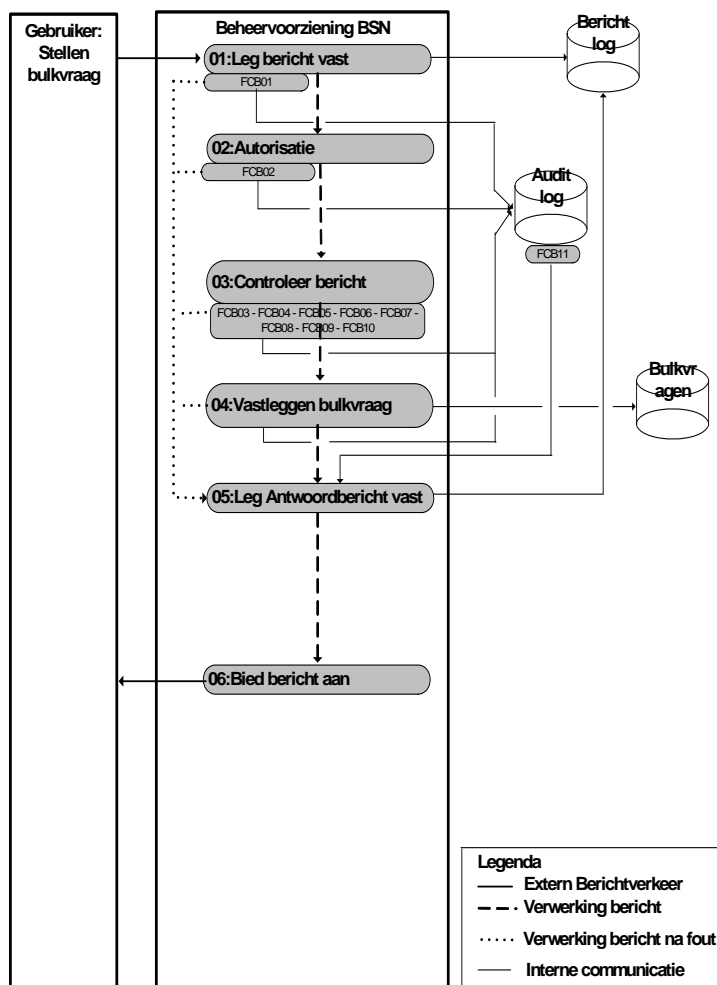 Gebruiker:
Stellen
bulkvraag
Beheervoorziening BSN
Bericht
log
01:Leg bericht vast
FCB01
02:Autorisatie
FCB02
Audit
log
FCB11
03:Controleer bericht
FCB03 - FCB04 - FCB05 - FCB06 - FCB07 -
FCB08 - FCB09 - FCB10
Bulkvr
agen
04:Vastleggen bulkvraag
05:Leg Antwoordbericht vast
06:Bied bericht aan
Legenda
Extern Berichtverkeer
Verwerking bericht
Verwerking bericht na fout
Interne communicatie